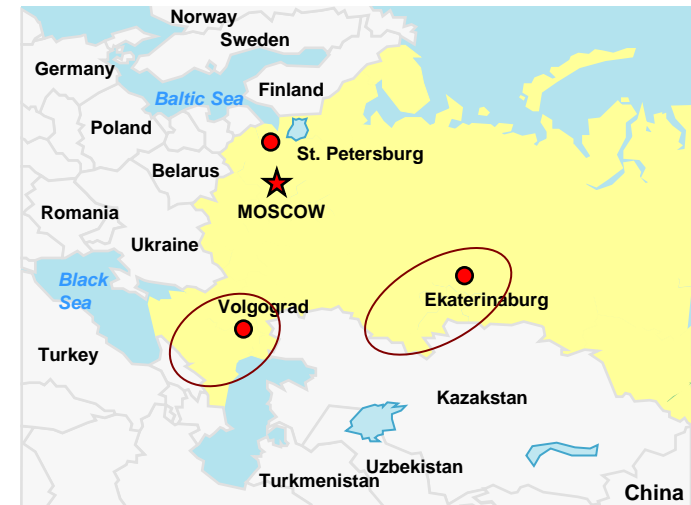 Norway
Sweden
Germany
Finland
Baltic Sea
Poland
St. Petersburg
Belarus
MOSCOW
Romania
Ukraine
Black
Sea
Ekaterinaburg
Volgograd
Turkey
Kazakstan
Uzbekistan
Turkmenistan
China